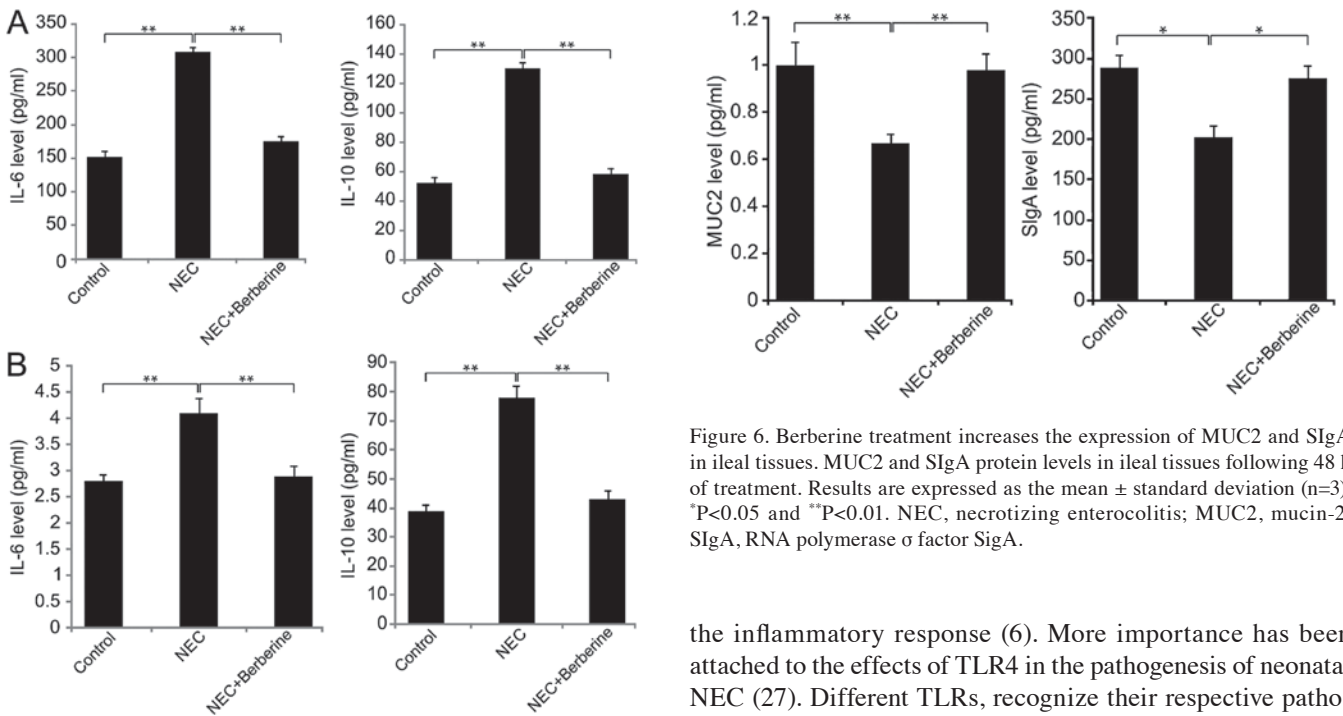 A
350
300
250
200
150
100
50
0
IL-6 level (pg/ml)
**
**
Control
NEC
NEC+Berberine
160
140
120
100
80
60
40
20
0
IL-10 level (pg/ml)
**
**
Control
NEC
NEC+Berberine
B
5
4.5
4
3.5
3
2.5
2
1.5
1
0.5
0
IL-6 level (pg/ml)
**
**
Control
NEC
NEC+Berberine
90
80
70
60
50
40
30
20
10
0
IL-10 level (pg/ml)
**
**
Control
NEC
NEC+Berberine
1.2
1
0.8
0.6
0.4
0.2
0
MUC2 level (pg/ml)
**
**
Control
NEC
NEC+Berberine
350
300
250
200
150
100
50
0
SIgA level (pg/ml)
*
*
Control
NEC
NEC+Berberine
Figure 6. Berberine treatment increases the expression of MUC2 and SIgA
in ileal tissues. MUC2 and SIgA protein levels in ileal tissues following 48
of treatment. Results are expressed as the mean ± standard deviation (n=3)
*P<0.05 and **P<0.01. NEC, necrotizing enterocolitis; MUC2, mucin-2
SIgA, RNA polymerase σ factor SigA.
the inflammatory response (6). More importance has been
attached to the effects of TLR4 in the pathogenesis of neonata
NEC (27). Different TLRs, recognize their respective patho